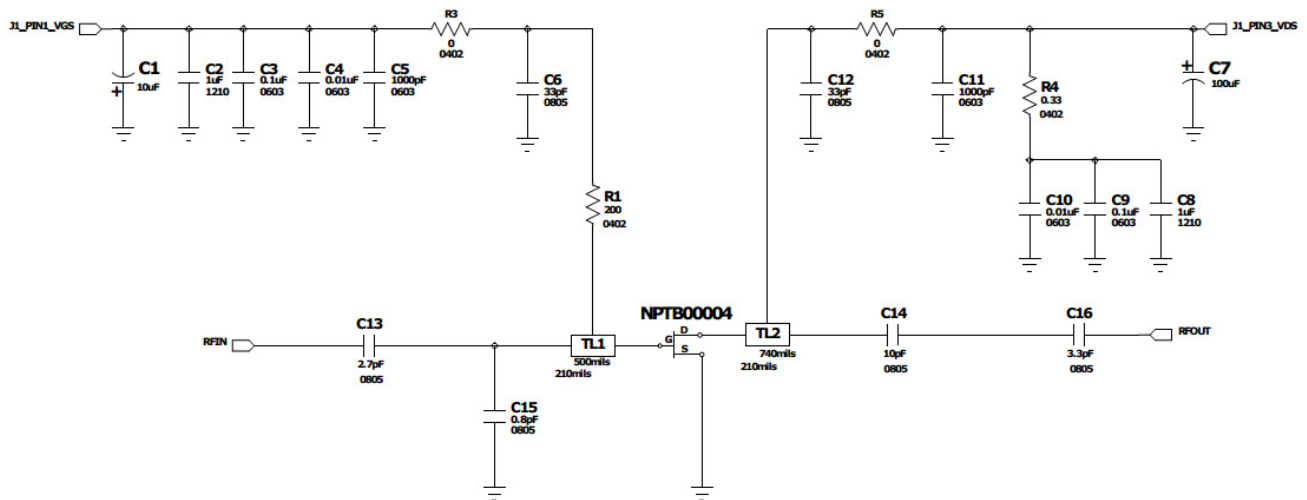 J1_PIN1_VGS
R3
0
0402
R5
0
0402
J1_PIN3_VDS
C1
10uF
+
C2
1uF
1210
C3
0.1uF
0603
C4
0.01uF
0603
C5
1000pF
0603
C6
33pF
0805
C12
33pF
0805
C11
1000pF
0603
R4
0.33
0402
+
C7
100uF
R1
200
0402
C10
0.01uF
0603
C9
0.1uF
0603
C8
1uF
1210
RFIN
C13
2.7pF
0805
TL1
500mils
210mils
NPTB00004
G
D
S
TL2
740mils
210mils
C14
10pF
0805
C16
3.3pF
0805
RFOUT
C15
0.8pF
0805